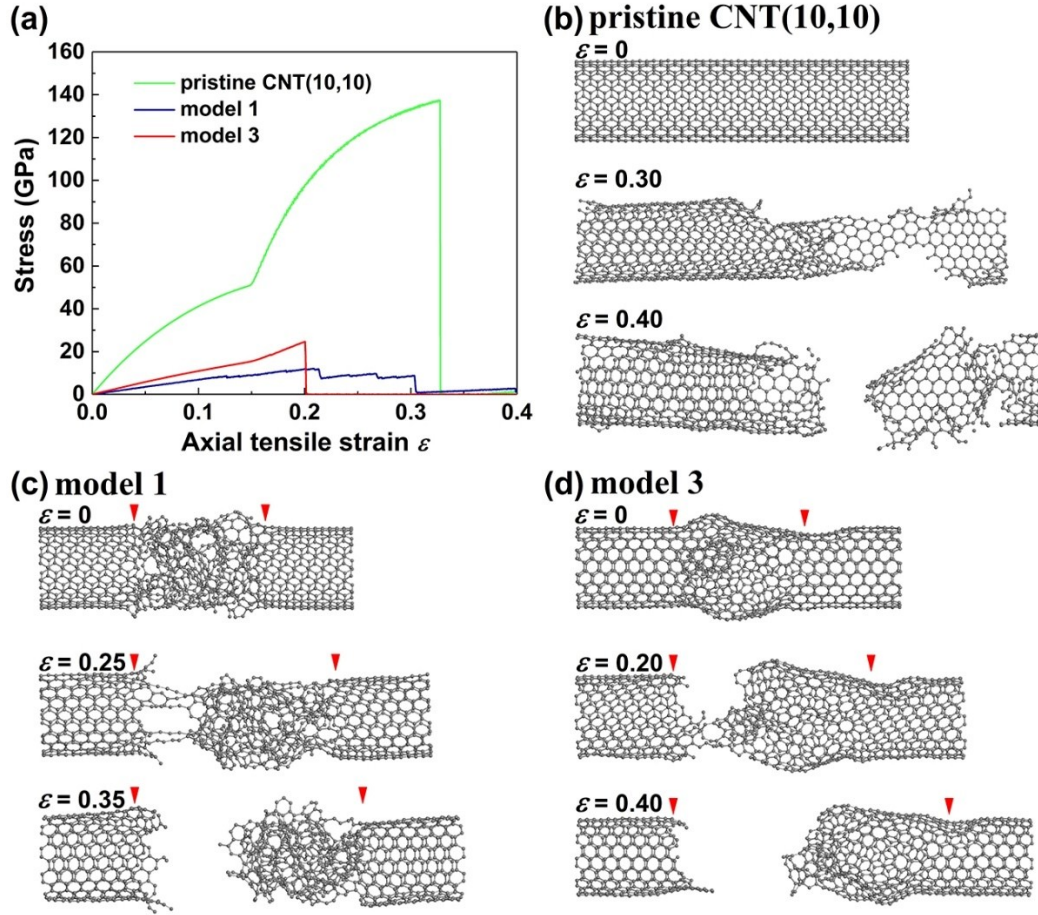 (a)
160
140
120
100
80
60
40
20
0
Stress (GPa)
pristine CNT(10,10)
model 1
model 3
0.0 0.1 0.2 0.3 0.4
Axial tensile strain ε
(b) pristine CNT(10,10)
ε = 0
ε = 0.30
ε = 0.40
(c) model 1
ε = 0
ε = 0.25
ε = 0.35
(d) model 3
ε = 0
ε = 0.20
ε = 0.40